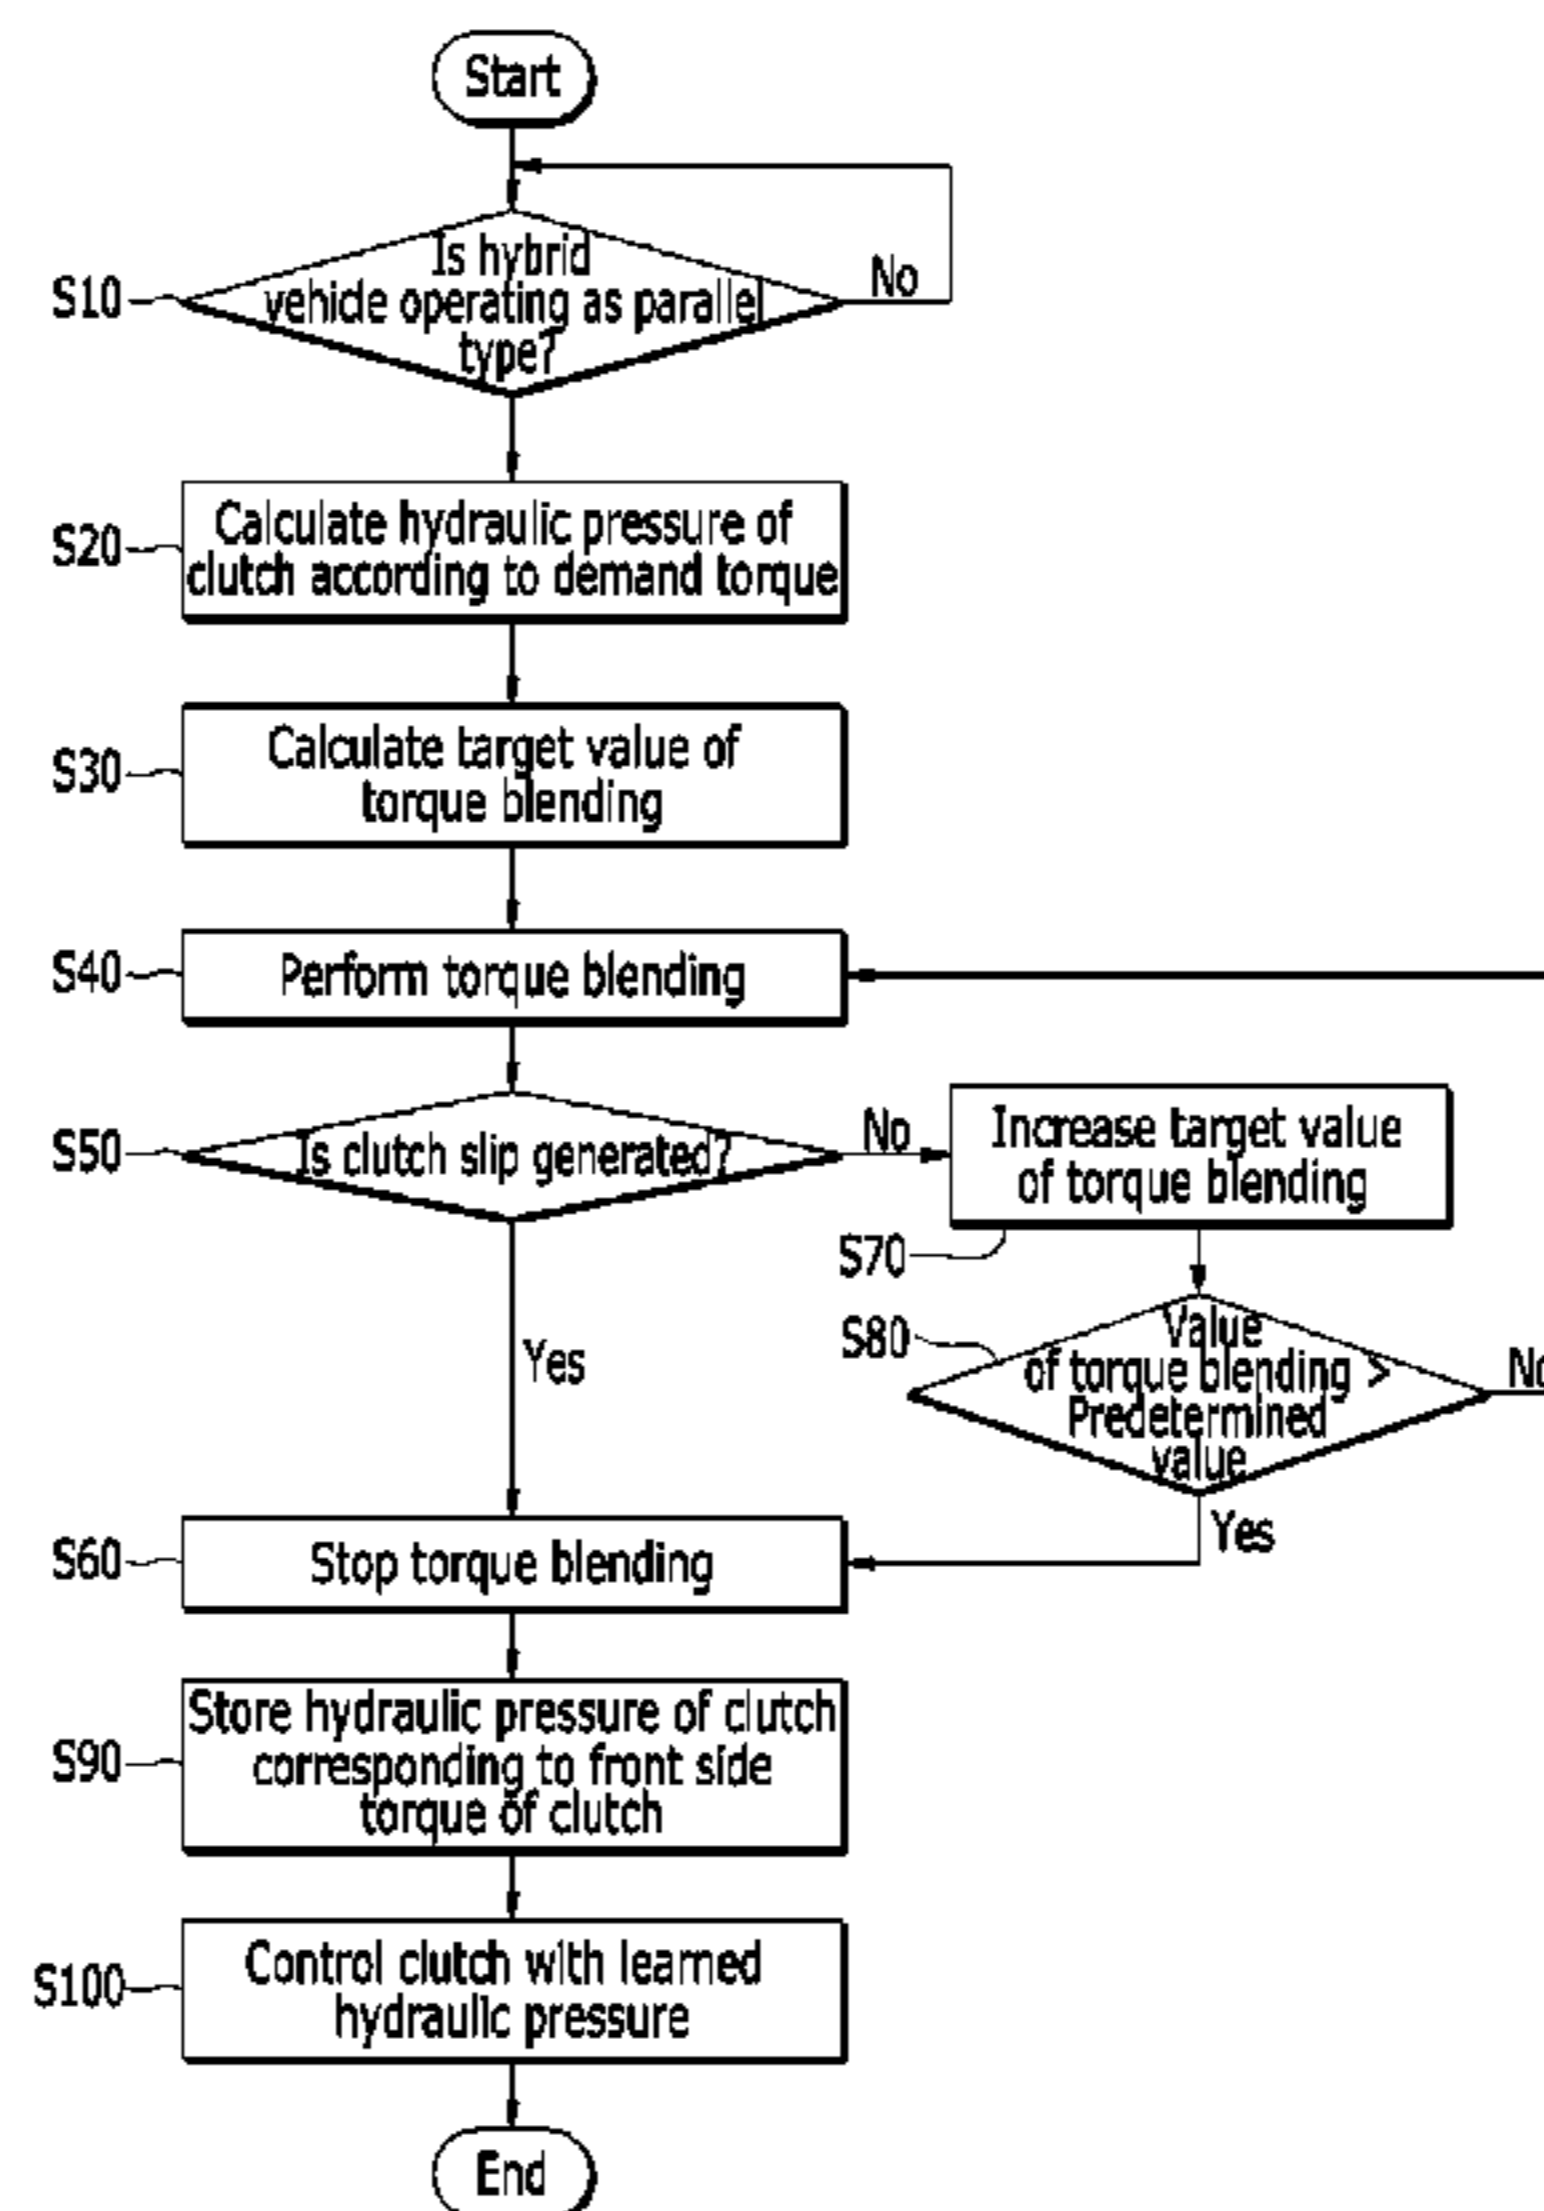 Start
Is hybrid
vehicle operating as parallel
type?
No
S10
Calculate hydraulic pressure of
clutch according to demand torque
S20
Calculate target value of
torque blending
S30
Perform torque blending
S40
Is clutch slip generated?
S50
No
Increase target value
of torque blending
S70
Yes
S80
Value
of torque blending >
Predetermined
value
No
Yes
Stop torque blending
S60
Store hydraulic pressure of clutch
corresponding to front side
torque of clutch
S90
Control clutch with learned
hydraulic pressure
S100
End